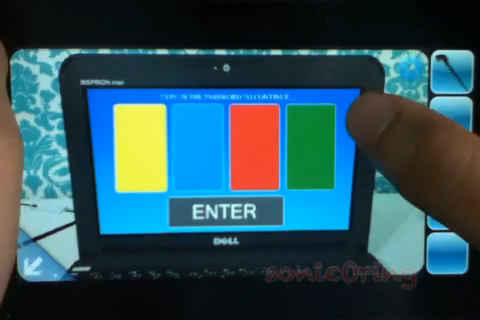 INSPIRON mini
TYPE IN THE PASSWORD TO CONTINUE...
ENTER
DELL
sonic0ring